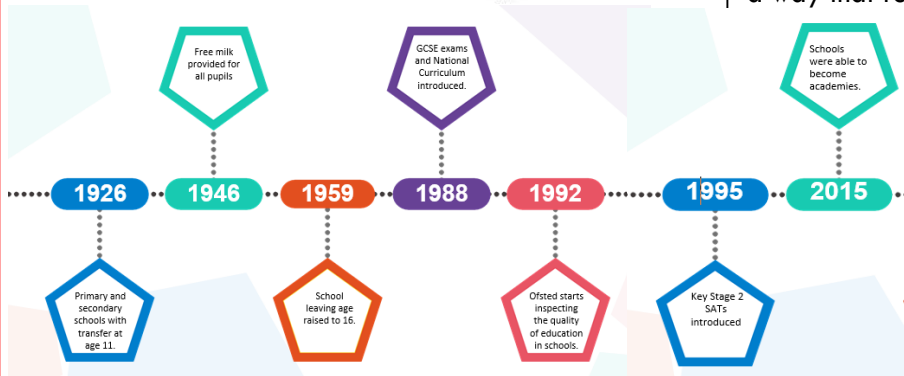 Free milk
provided for
all pupils
GCSE exams
and National
Curriculum
introduced.
Schools
were able to
become
academies.
1926
1946
1959
1988
1992
1995
2015
Primary and
secondary
schools with
transfer at
age 11.
School
leaving age
raised to 16.
Ofsted starts
inspecting
the quality
of education
in schools.
Key Stage 2
SATs
introduced